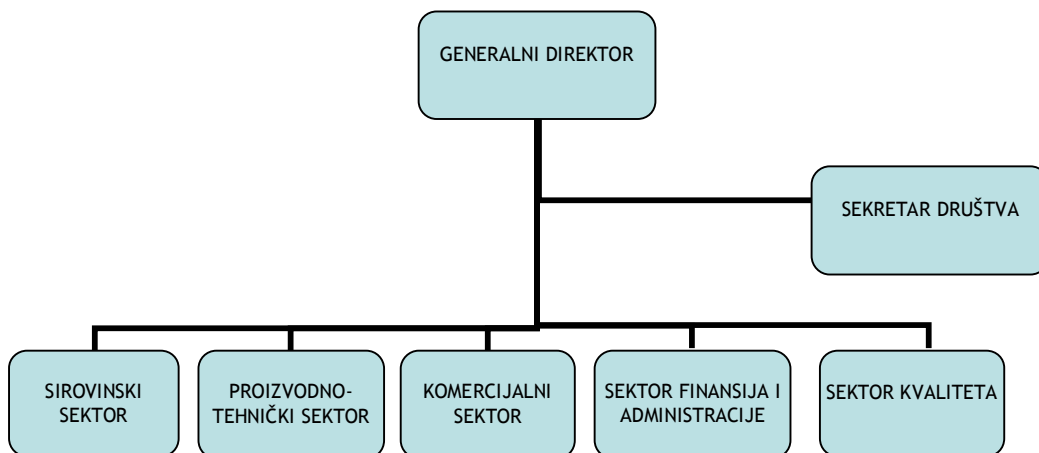 GENERALNI DIREKTOR
SEKRETAR DRUŠTVA
SIROVINSKI
SEKTOR
PROIZVODNO-
TEHNIČKI SEKTOR
KOMERCIJALNI
SEKTOR
SEKTOR FINANSIJA I
ADMINISTRACIJE
SEKTOR KVALITETA